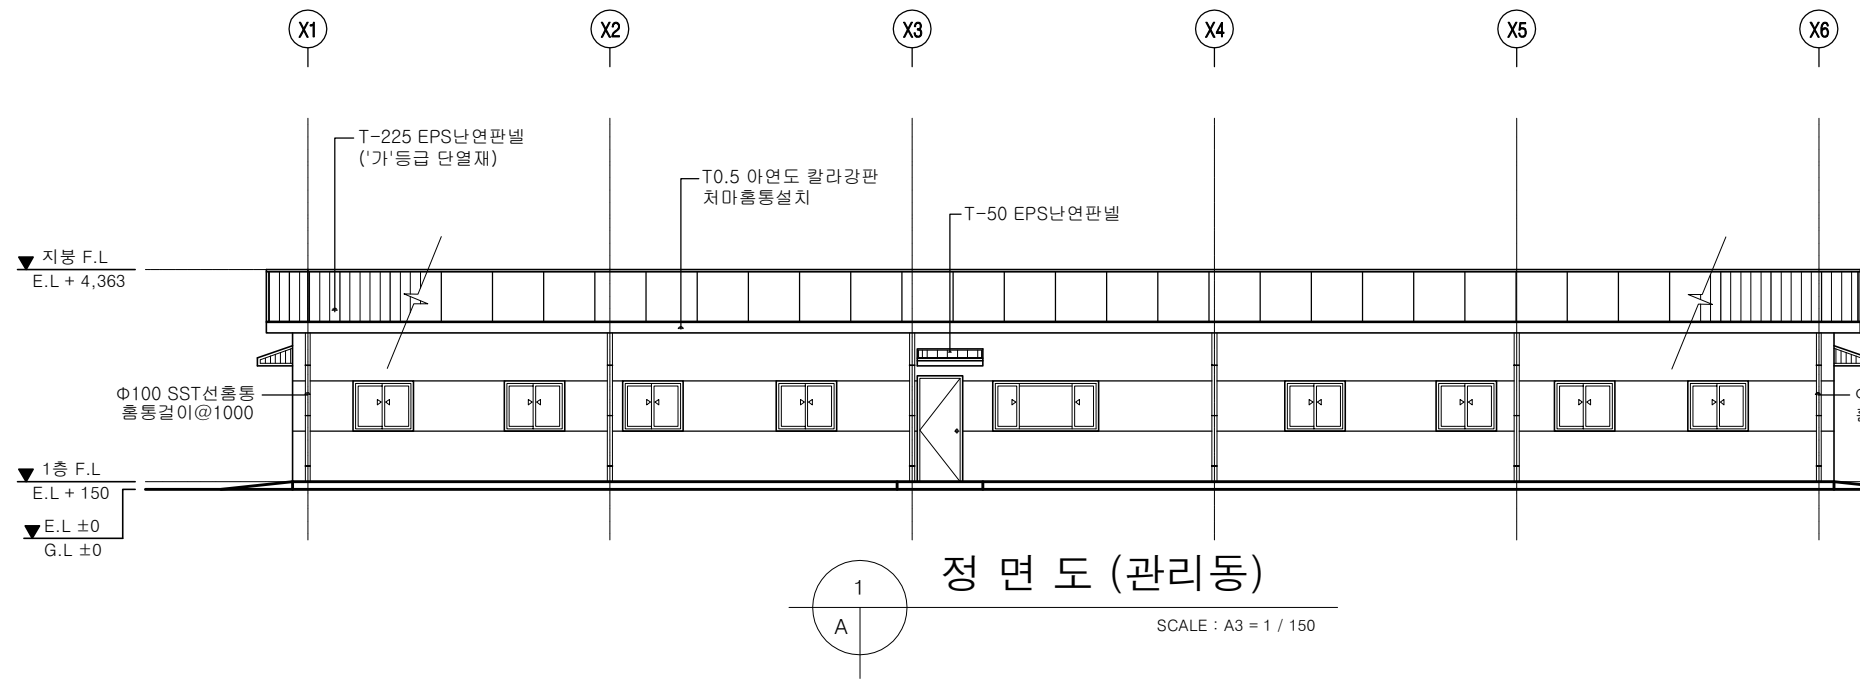 X1
X2
X3
X4
X5
X6
T-225 EPS난연판넬
('가'등급 단열재)
T0.5 아연도 칼라강판
처마홈통설치
T-50 EPS난연판넬
지붕 F.L
E.L + 4,363
Φ100 SST선홈통
홈통걸이@1000
1층 F.L
E.L + 150
E.L ±0
G.L ±0
정 면 도 (관리동)
1
A
SCALE : A3 = 1 / 150